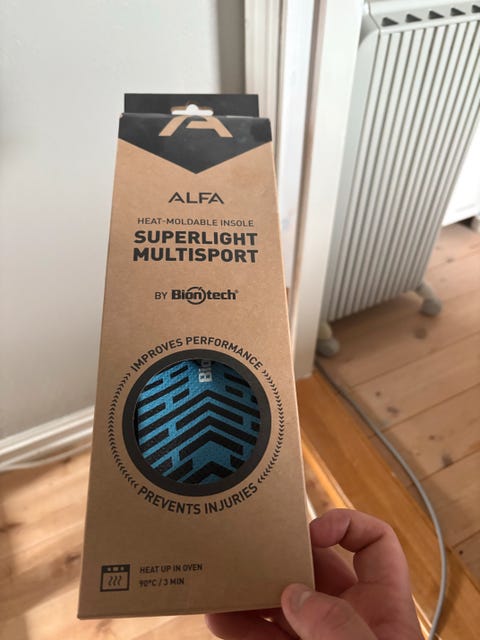 ALFA
HEAT-MOLDABLE INSOLE
SUPERLIGHT
MULTISPORT
BY Biontech®
IMPROVES PERFORMANCE
PREVENTS INJURIES
HEAT UP IN OVEN
90°C / 3 MIN